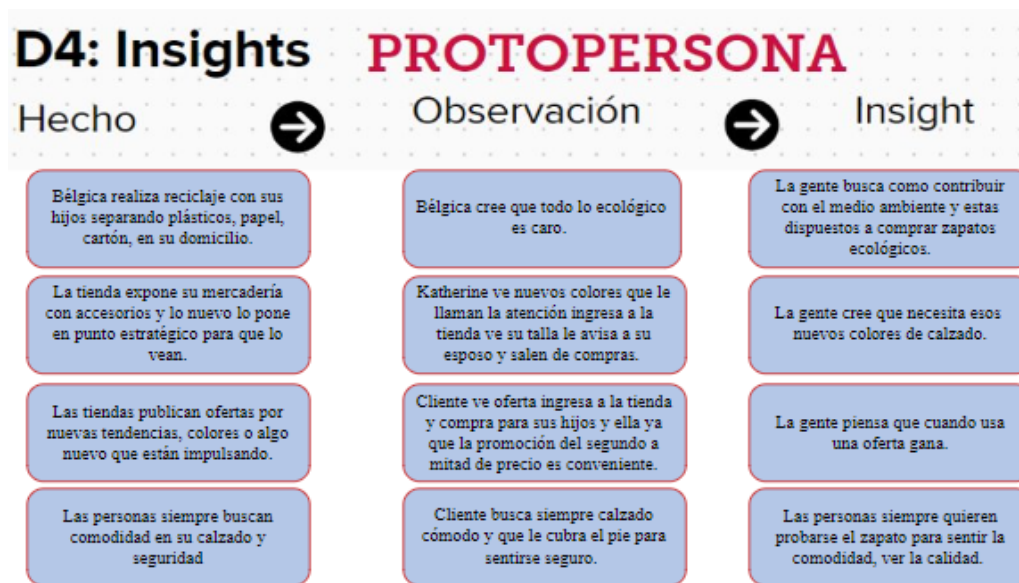 D4: Insights PROTOPERSONA
Hecho
Observación
Insight
Bélgica realiza reciclaje con sus
hijos separando plásticos, papel,
cartón, en su domicilio.
Bélgica cree que todo lo ecológico
es caro.
La gente busca como contribuir
con el medio ambiente y estas
dispuestos a comprar zapatos
ecológicos.
La tienda expone su mercadería
con accesorios y lo nuevo lo pone
en punto estratégico para que lo
vean.
Katherine ve nuevos colores que le
llaman la atención ingresa a la
tienda ve su talla le avisa a su
esposo y salen de compras.
La gente cree que necesita esos
nuevos colores de calzado.
Las tiendas publican ofertas por
nuevas tendencias, colores o algo
nuevo que están impulsando.
Cliente ve oferta ingresa a la tienda
y compra para sus hijos y ella ya
que la promoción del segundo a
mitad de precio es conveniente.
La gente piensa que cuando usa
una oferta gana.
Las personas siempre buscan
comodidad en su calzado y
seguridad
Cliente busca siempre calzado
cómodo y que le cubra el pie para
sentirse seguro.
Las personas siempre quieren
probarse el zapato para sentir la
comodidad, ver la calidad.